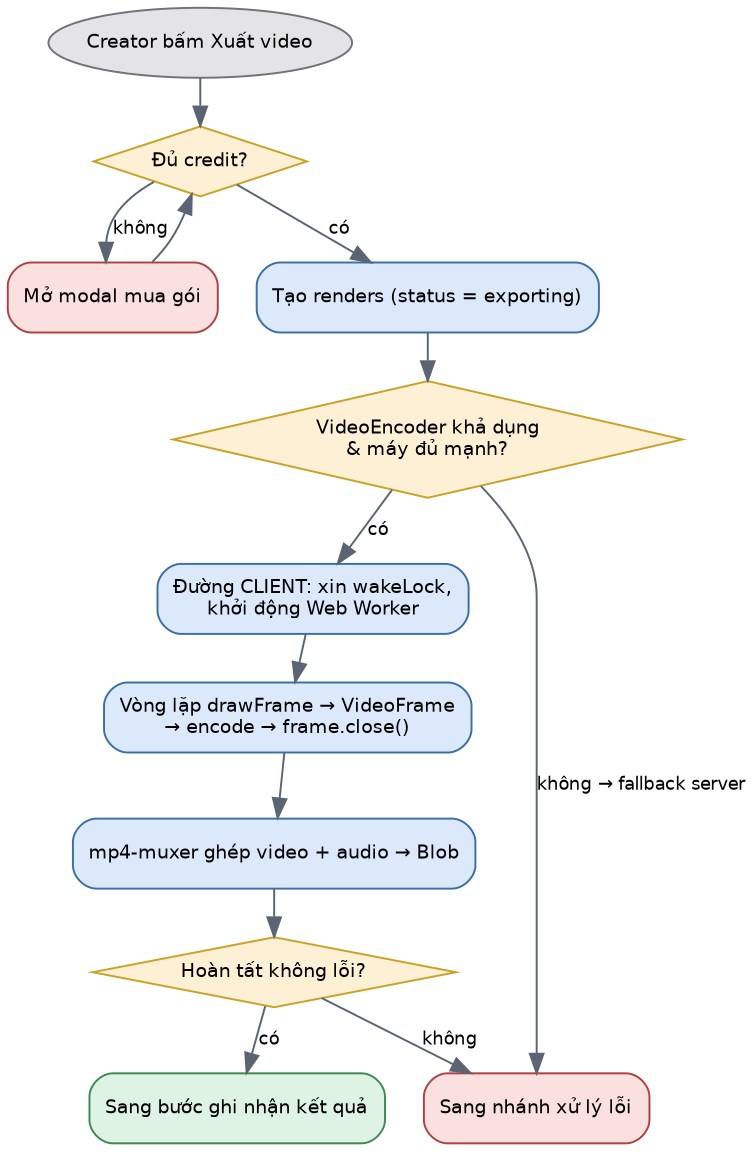 Creator bấm Xuất video
Đủ credit?
không
có
Mở modal mua gói
Tạo renders (status = exporting)
VideoEncoder khả dụng
& máy đủ mạnh?
có
Đường CLIENT: xin wakeLock,
khởi động Web Worker
Vòng lặp drawFrame → VideoFrame
→ encode → frame.close()
không → fallback server
mp4-muxer ghép video + audio → Blob
Hoàn tất không lỗi?
có
không
Sang bước ghi nhận kết quả
Sang nhánh xử lý lỗi